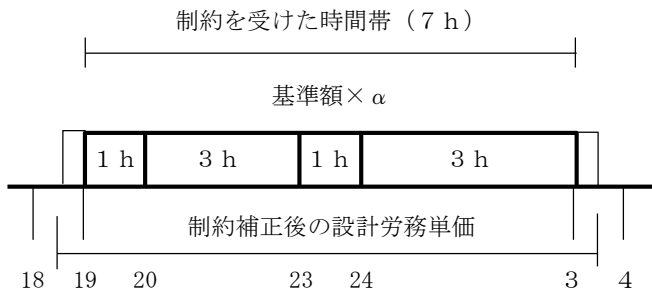 制約を受けた時間帯（７ｈ）
基準額×α
１ｈ ３ｈ １ｈ ３ｈ
制約補正後の設計労務単価
18 19 20 23 24 3 4